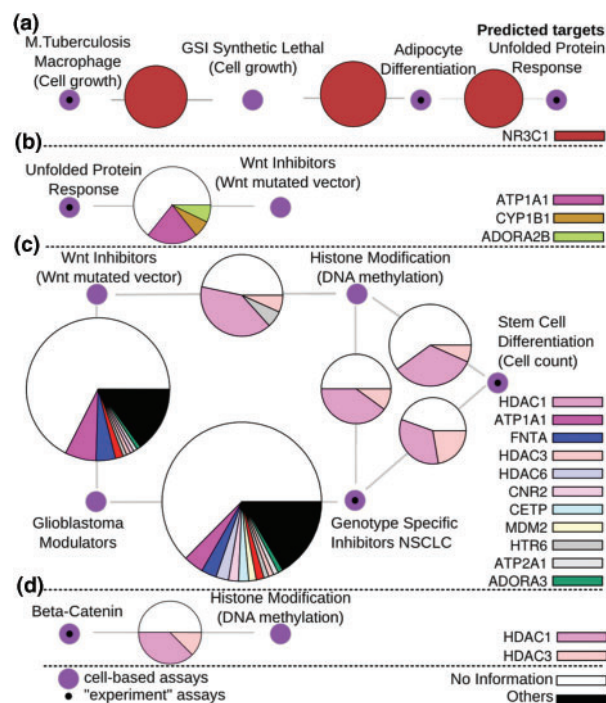 (a)
M.Tuberculosis
Macrophage
(Cell growth)
GSI Synthetic Lethal
(Cell growth)
Adipocyte
Differentiation
Predicted targets
Unfolded Protein
Response
NR3C1
(b)
Unfolded Protein
Response
Wnt Inhibitors
(Wnt mutated vector)
ATP1A1
CYP1B1
ADORA2B
(c)
Wnt Inhibitors
(Wnt mutated vector)
Histone Modification
(DNA methylation)
Stem Cell
Differentiation
(Cell count)
Glioblastoma
Modulators
Genotype Specific
Inhibitors NSCLC
HDAC1
ATP1A1
FNTA
HDAC3
HDAC6
CNR2
CETP
MDM2
HTR6
ATP2A1
ADORA3
(d)
Beta-Catenin
Histone Modification
(DNA methylation)
HDAC1
HDAC3
cell-based assays
"experiment" assays
No Information
Others